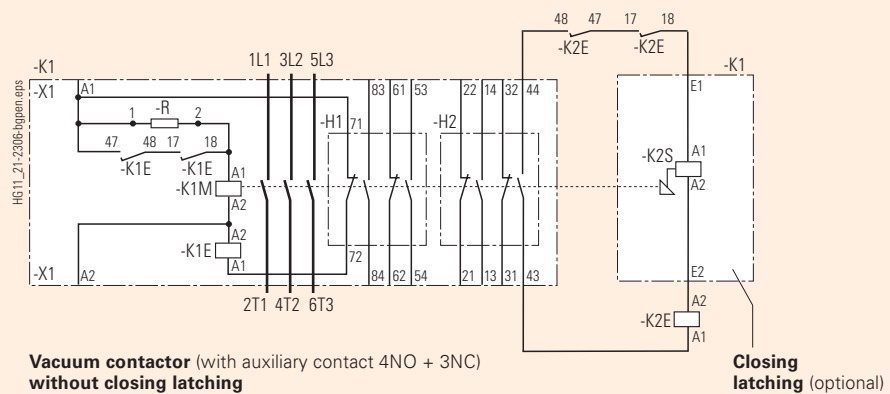 48 47 17 18
-K2E -K2E
1L1 3L2 5L3
-K1 -K1
-X1 A1 83 61 53 22 14 32 44 E1
1 -R 2
-H1 71 -H2
47 48 17 18
-K1E -K1E
A1
-K1M
A2
-K2S A1
A2
A2
-K1E
A1
72
-X1 A2 84 62 54 21 13 31 43 E2
2T1 4T2 6T3
A2
-K2E
A1
HG11_21-2306-bgpen.eps
Vacuum contactor (with auxiliary contact 4NO + 3NC)
without closing latching
Closing
latching (optional)